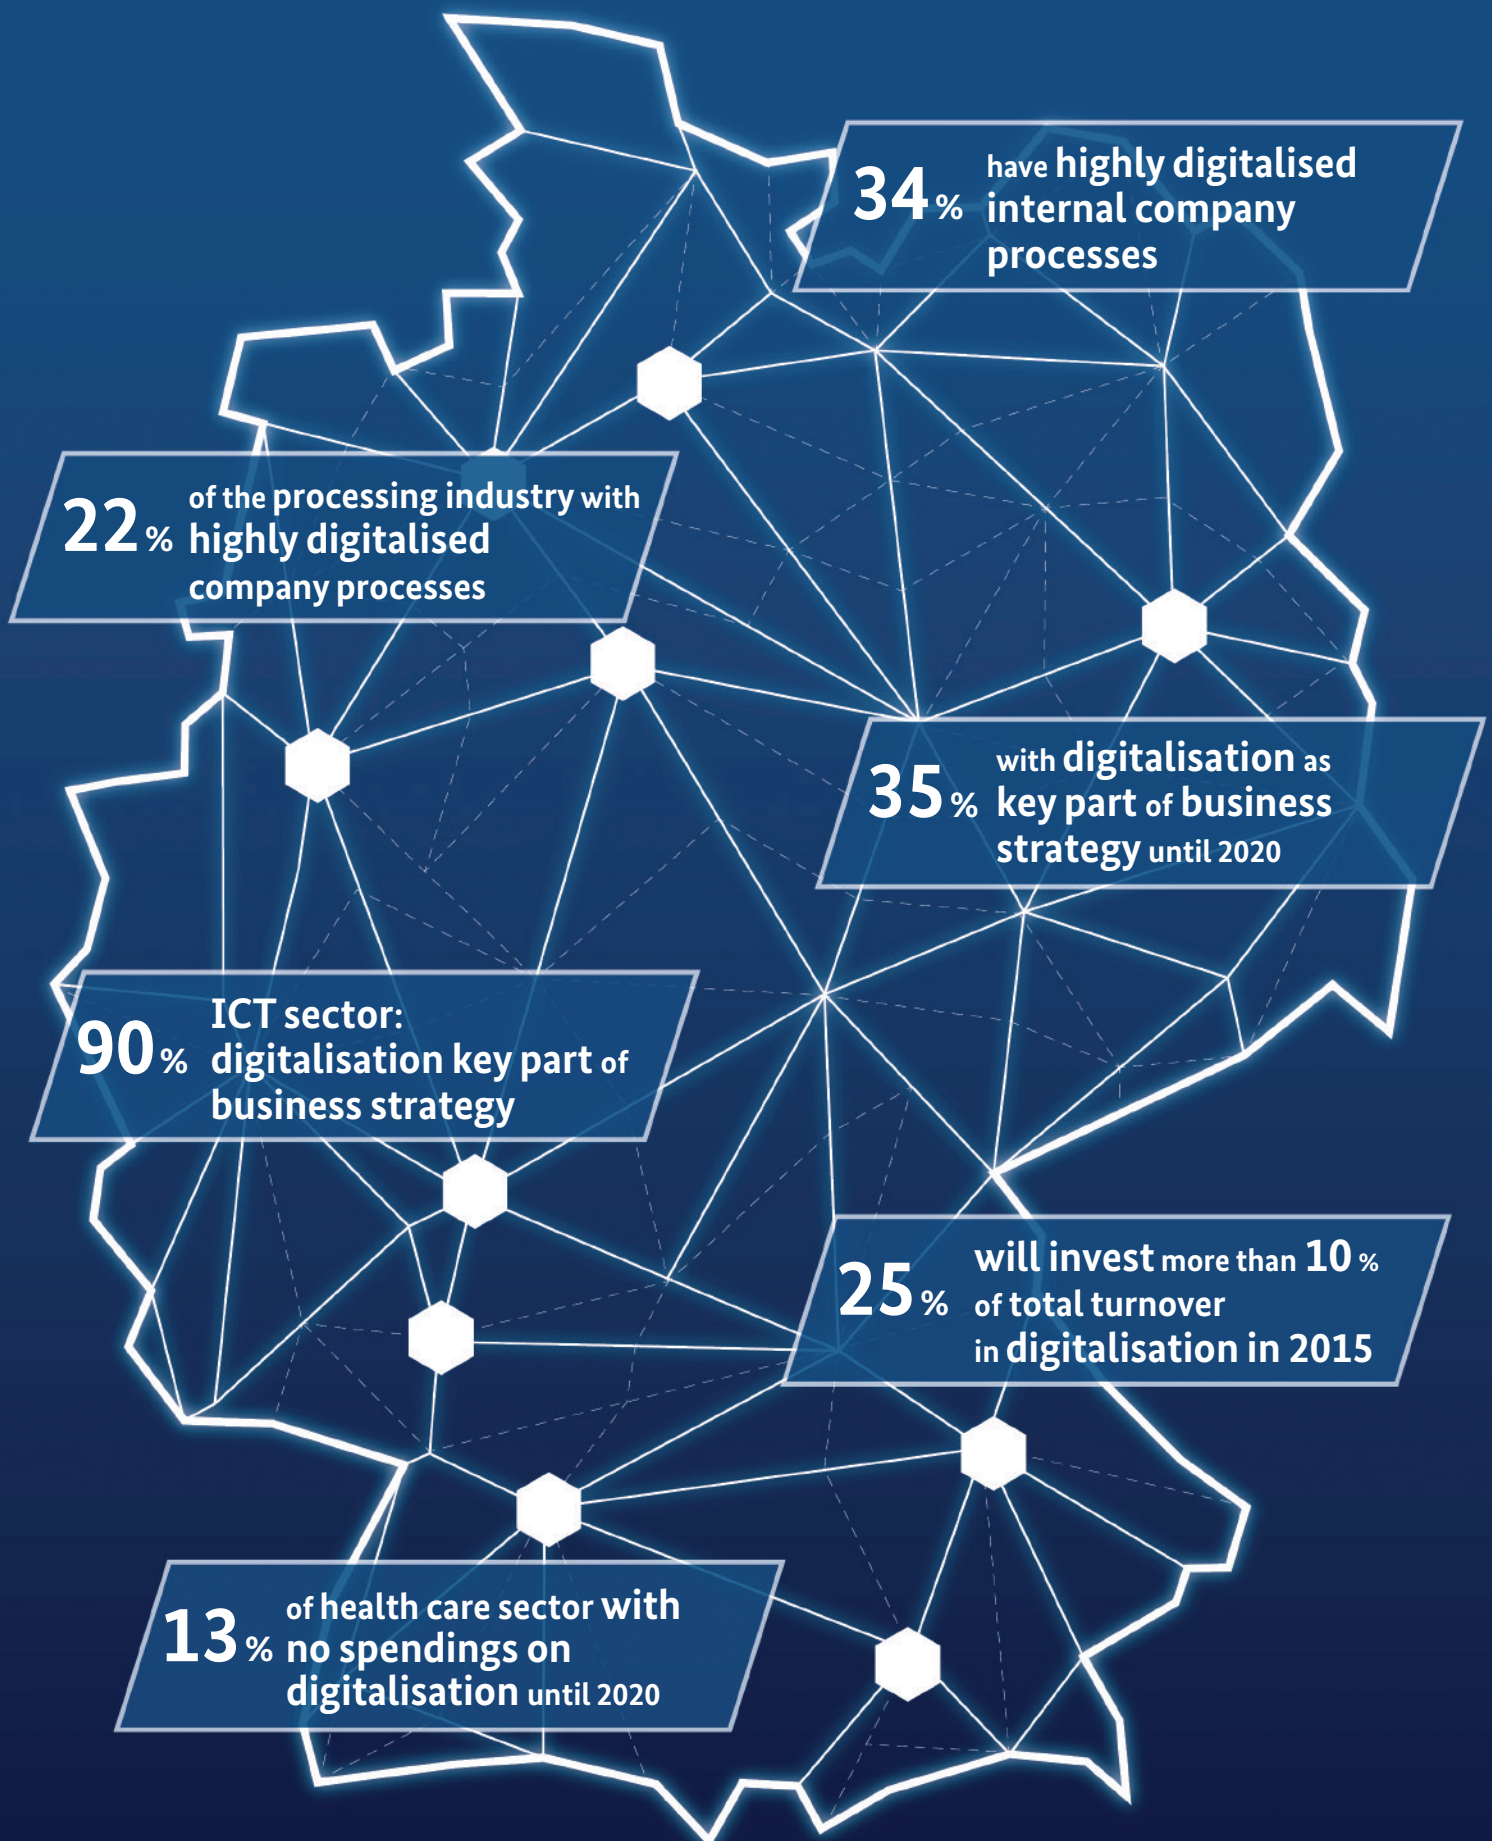 34 % have highly digitalised
internal company
processes
22 % of the processing industry with
highly digitalised
company processes
35 % with digitalisation as
key part of business
strategy until 2020
90 % ICT sector:
digitalisation key part of
business strategy
25 % will invest more than 10 %
of total turnover
in digitalisation in 2015
13 % of health care sector with
no spendings on
digitalisation until 2020